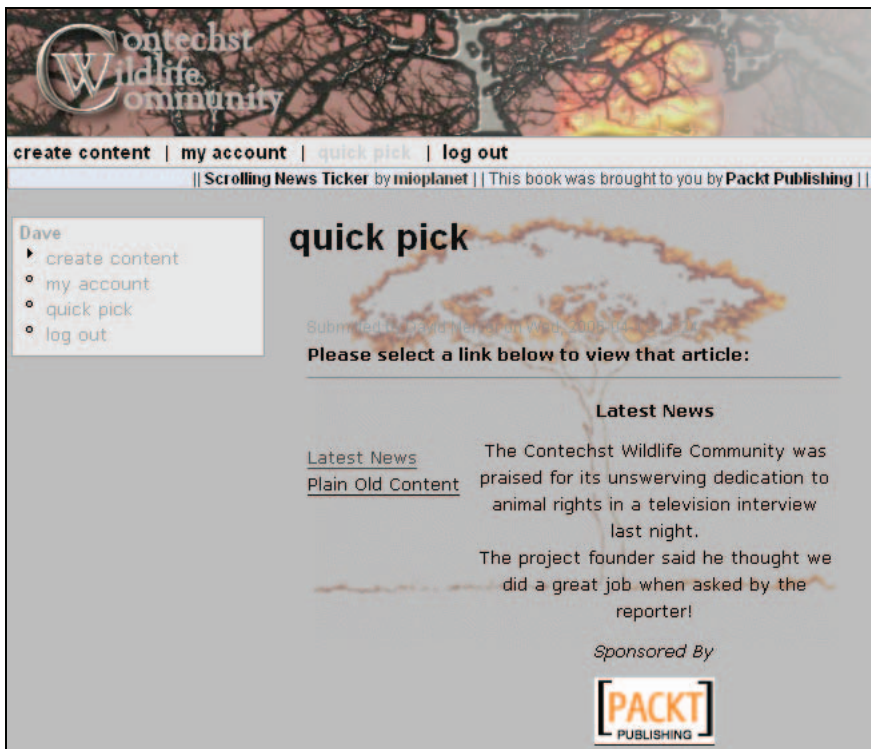 Contechst
Wildlife
Community
create content | my account | quick pick | log out
|| Scrolling News Ticker by mioplanet || This book was brought to you by Packt Publishing ||
Dave
create content
my account
quick pick
log out
quick pick
Submitted
Please select a link below to view that article:
Latest News
Plain Old Content
Latest News
The Contechst Wildlife Community was
praised for its unswerving dedication to
animal rights in a television interview
last night.
The project founder said he thought we
did a great job when asked by the
reporter!
Sponsored By
[PACKT]
PUBLISHING